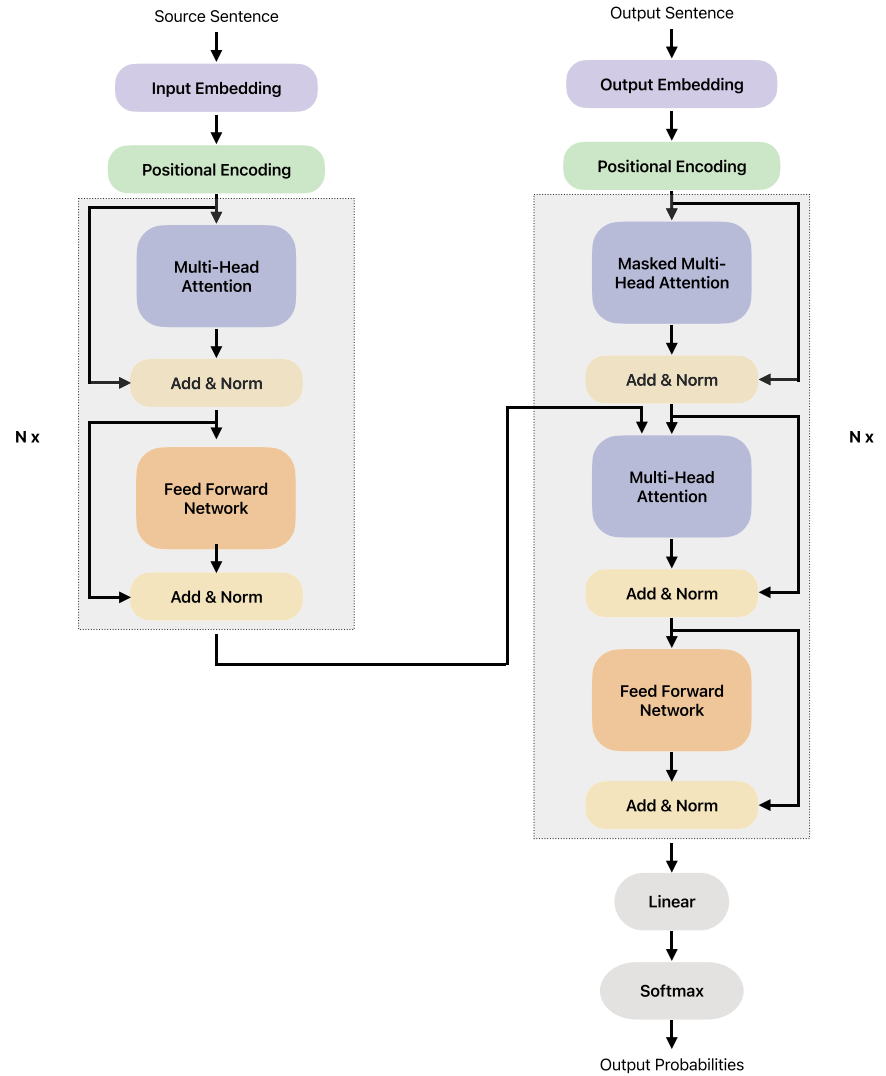 Source Sentence
Input Embedding
Positional Encoding
Multi-Head
Attention
Add & Norm
N x
Feed Forward
Network
Add & Norm
Output Sentence
Output Embedding
Positional Encoding
Masked Multi-
Head Attention
Add & Norm
N x
Multi-Head
Attention
Add & Norm
Feed Forward
Network
Add & Norm
Linear
Softmax
Output Probabilities